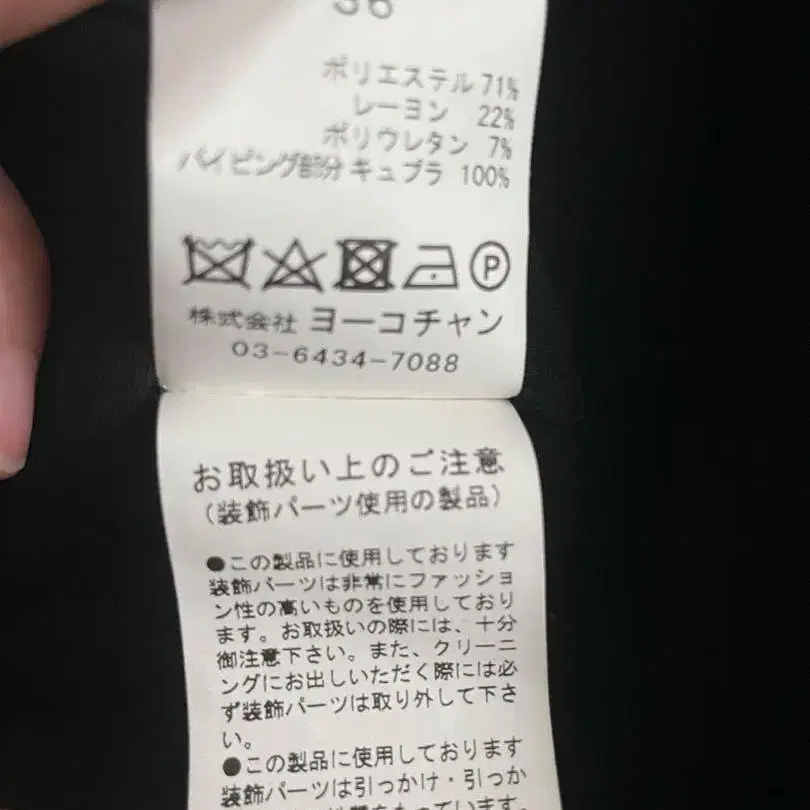 36
ポリエステル 71%
レーヨン 22%
ポリウレタン 7%
パイピング部分 キュプラ 100%
P
株式会社 ヨーコチャン
03-6434-7088
お取扱い上のご注意
(装飾パーツ使用の製品)
●この製品に使用しております
装飾パーツは非常にファッショ
ン性の高いものを使用しており
ます。お取扱いの際には、十分
御注意下さい。また、クリーニ
ングにお出しいただく際には必
ず装飾パーツは取り外して下さ
い。
●この製品に使用しております
装飾パーツは引っかけ・引っか